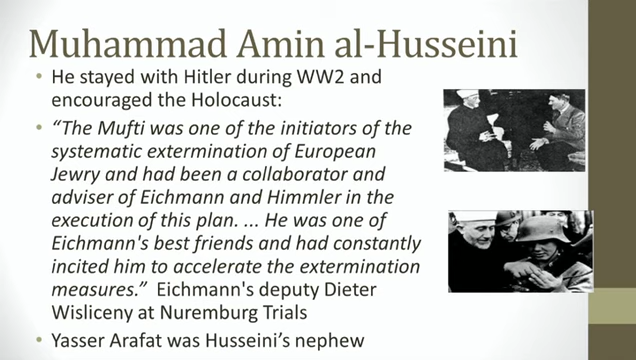 Muhammad Amin al-Husseini
• He stayed with Hitler during WW2 and
encouraged the Holocaust:
• “The Mufti was one of the initiators of the
systematic extermination of European
Jewry and had been a collaborator and
adviser of Eichmann and Himmler in the
execution of this plan. ... He was one of
Eichmann's best friends and had constantly
incited him to accelerate the extermination
measures.” Eichmann's deputy Dieter
Wisliceny at Nuremburg Trials
• Yasser Arafat was Husseini’s nephew